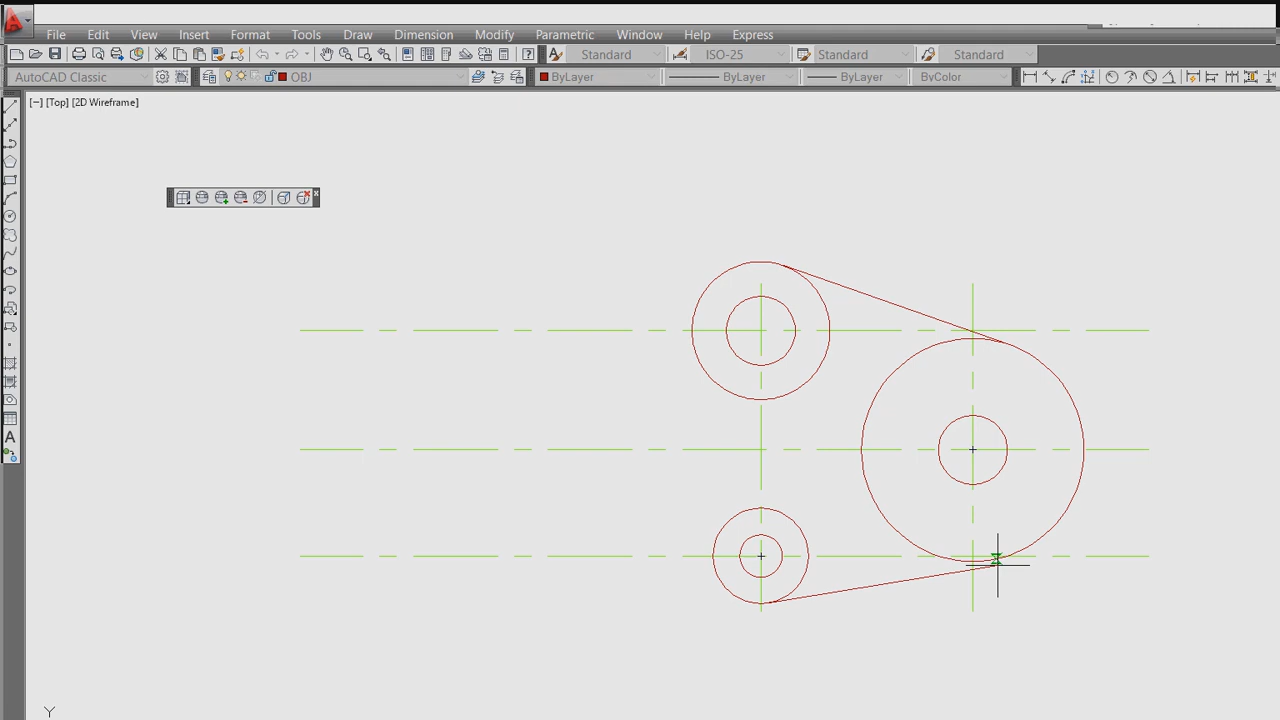 File Edit View Insert Format Tools Draw Dimension Modify Parametric Window Help Express
Standard ISO-25 Standard Standard
AutoCAD Classic OBJ ByLayer ByLayer ByLayer ByColor
[−] [Top] [2D Wireframe]
A
Y